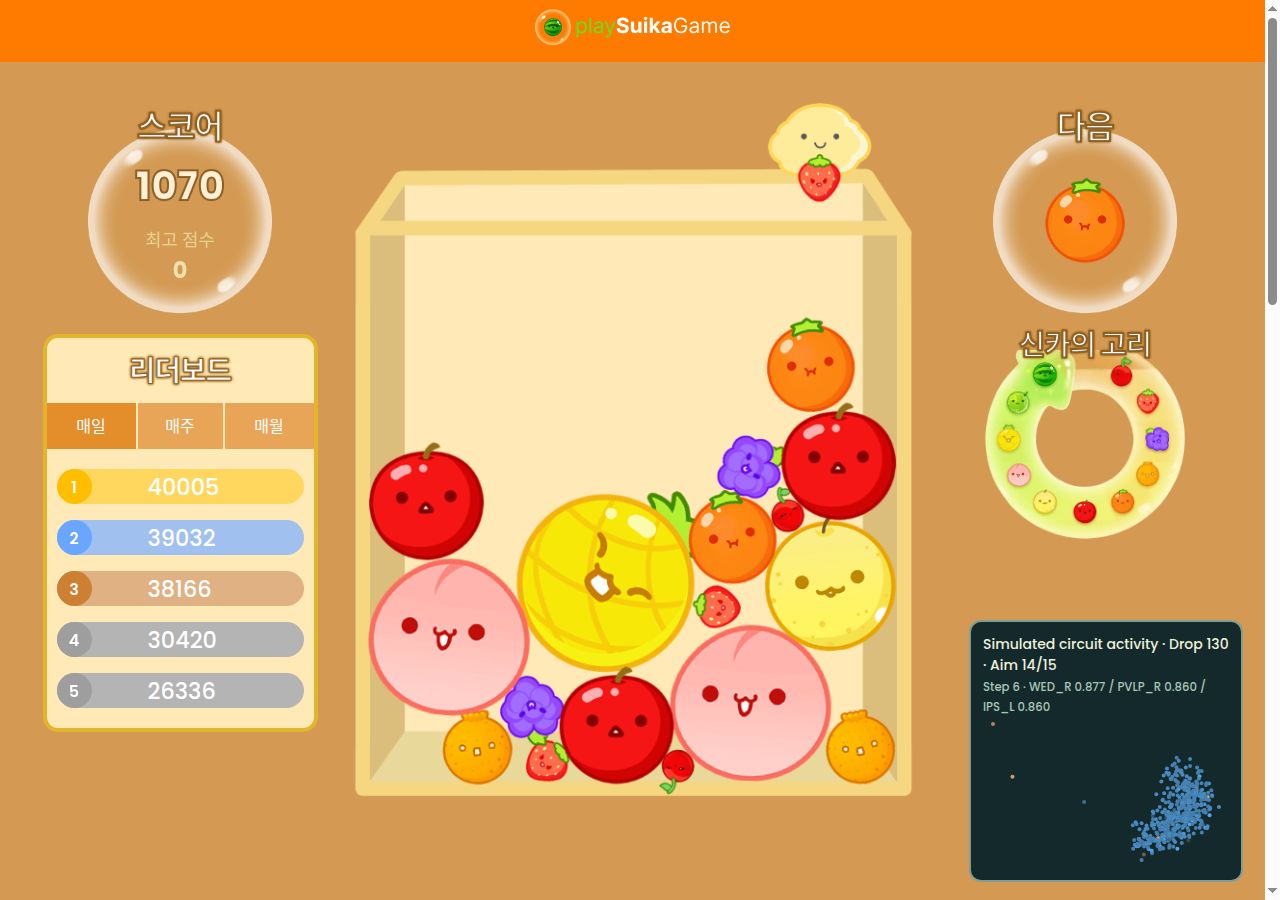 playSuikaGame
스코어
1070
최고 점수
0
다음
신카의 고리
리더보드
매일 매주 매월
1 40005
2 39032
3 38166
4 30420
5 26336
Simulated circuit activity · Drop 130
· Aim 14/15
Step 6 · WED_R 0.877 / PVLP_R 0.860 /
IPS_L 0.860